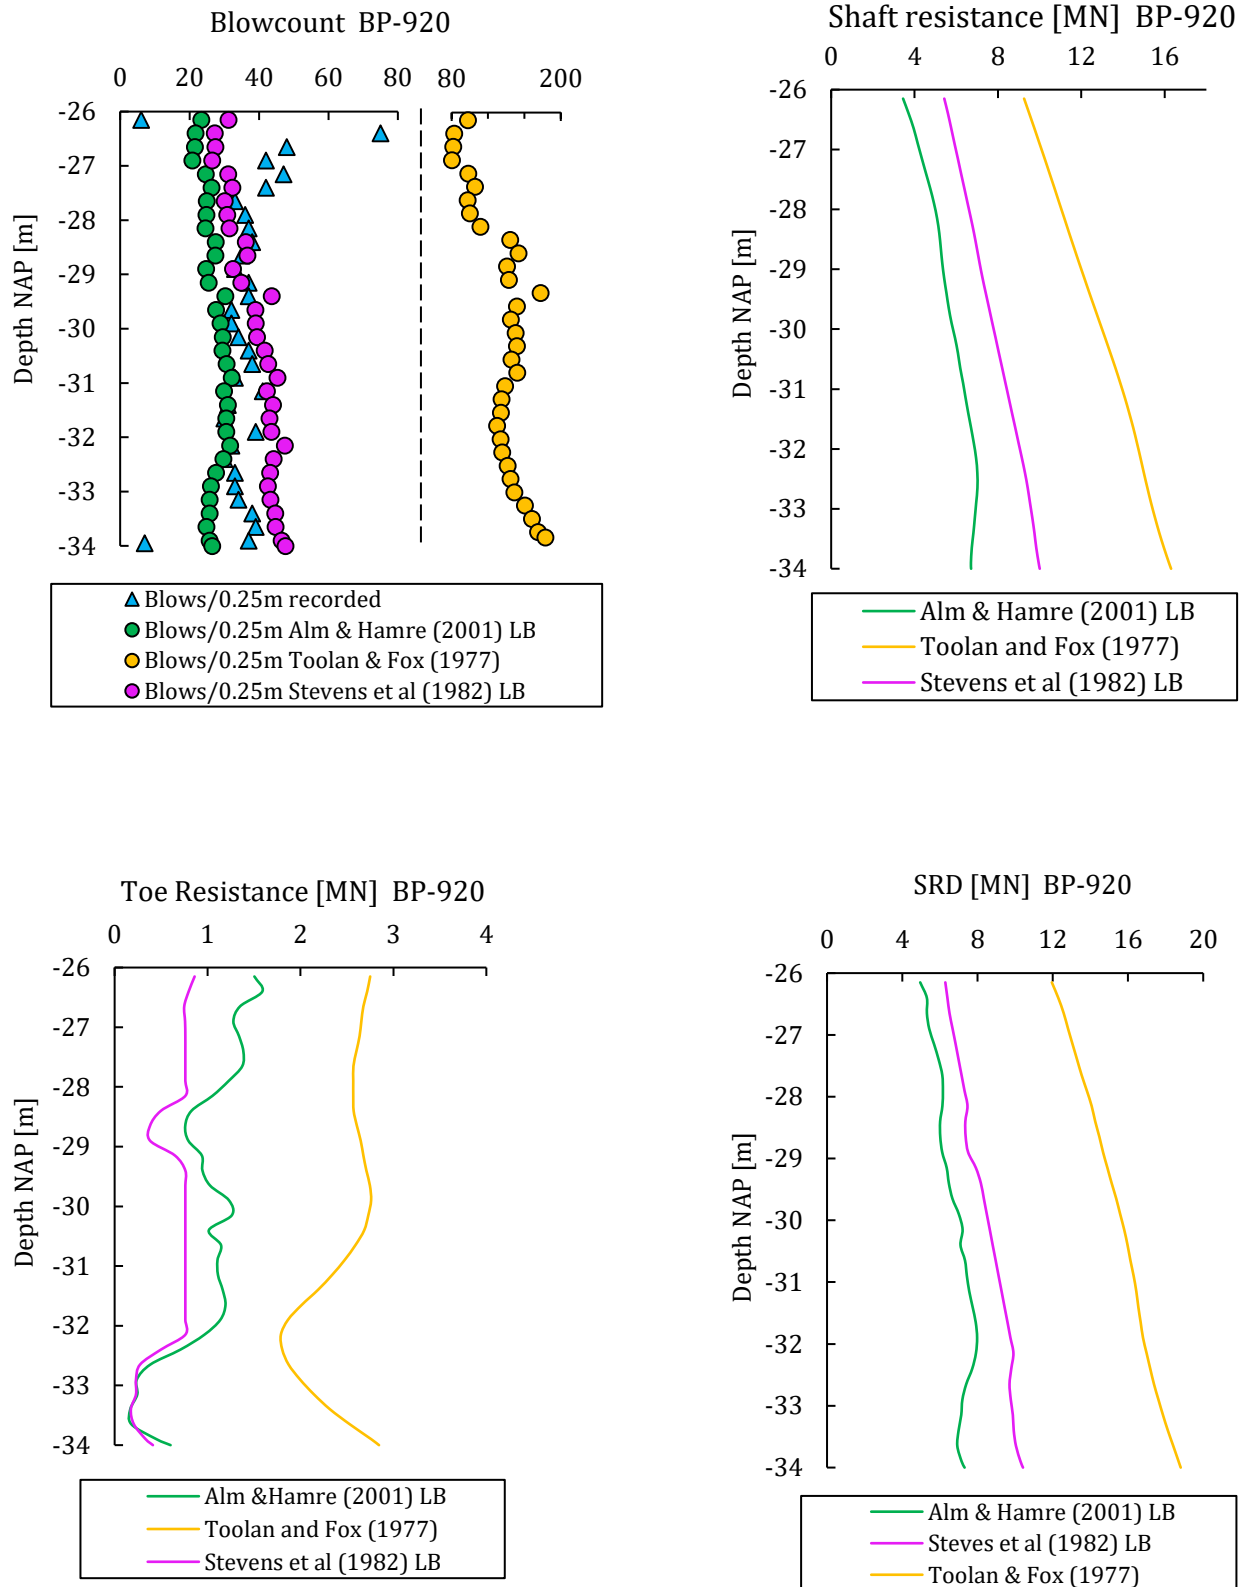 Blowcount BP-920
0 20 40 60 80 80 200
-26
-27
-28
-29
-30
-31
-32
-33
-34
Depth NAP [m]
Blows/0.25m recorded
Blows/0.25m Alm & Hamre (2001) LB
Blows/0.25m Toolan & Fox (1977)
Blows/0.25m Stevens et al (1982) LB
Shaft resistance [MN] BP-920
0 4 8 12 16
-26
-27
-28
-29
-30
-31
-32
-33
-34
Depth NAP [m]
Alm & Hamre (2001) LB
Toolan and Fox (1977)
Stevens et al (1982) LB
Toe Resistance [MN] BP-920
0 1 2 3 4
-26
-27
-28
-29
-30
-31
-32
-33
-34
Depth NAP [m]
Alm &Hamre (2001) LB
Toolan and Fox (1977)
Stevens et al (1982) LB
SRD [MN] BP-920
0 4 8 12 16 20
-26
-27
-28
-29
-30
-31
-32
-33
-34
Depth NAP [m]
Alm & Hamre (2001) LB
Steves et al (1982) LB
Toolan & Fox (1977)